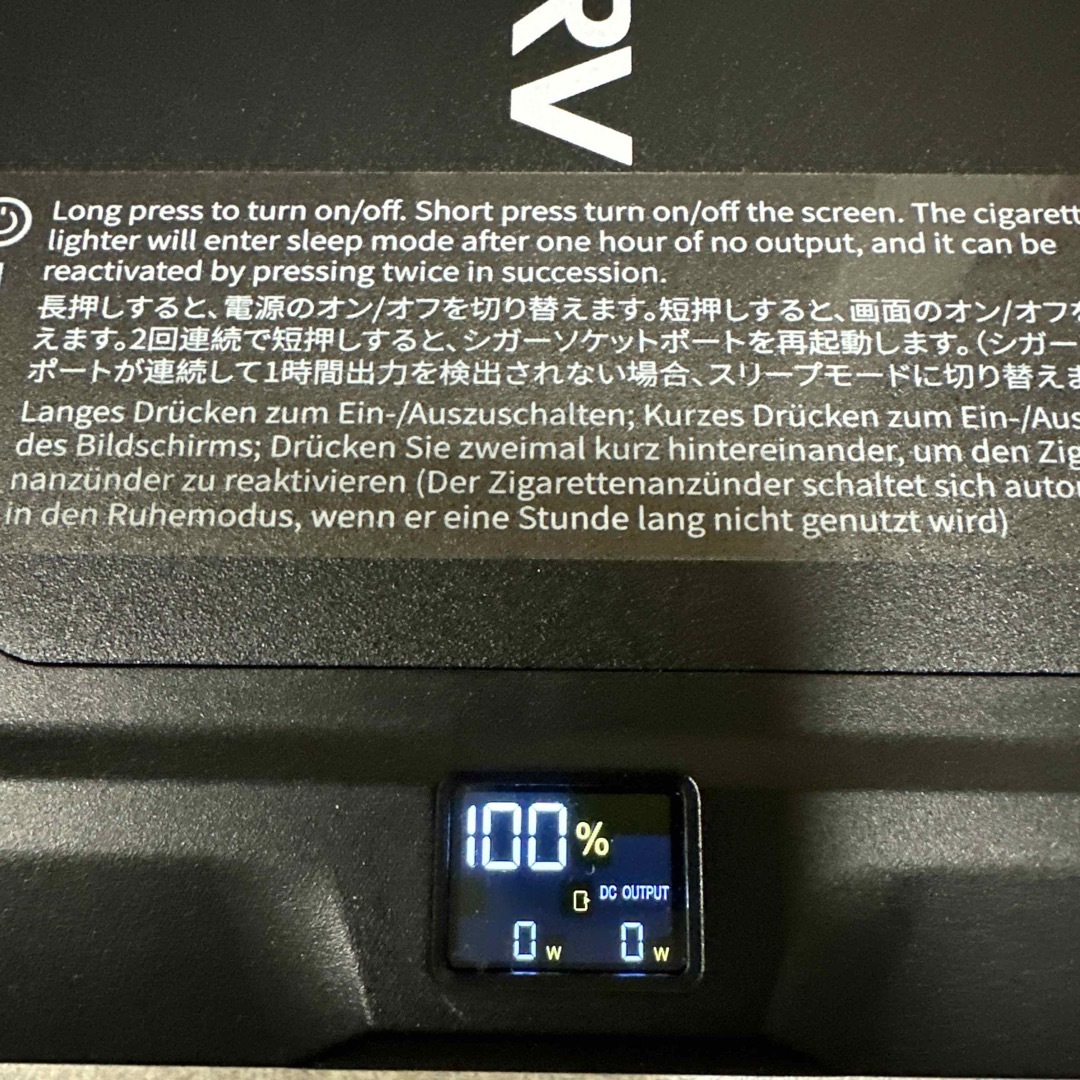 RV
Long press to turn on/off. Short press turn on/off the screen. The cigarett
lighter will enter sleep mode after one hour of no output, and it can be
reactivated by pressing twice in succession.
長押しすると、電源のオン/オフを切り替えます。短押しすると、画面のオン/オフを
えます。2回連続で短押しすると、シガーソケットポートを再起動します。（シガー
ポートが連続して1時間出力を検出されない場合、スリープモードに切り替えま
Langes Drücken zum Ein-/Auszuschalten; Kurzes Drücken zum Ein-/Aus
des Bildschirms; Drücken Sie zweimal kurz hintereinander, um den Zig
nanzünder zu reaktivieren (Der Zigarettenanzünder schaltet sich auto
in den Ruhemodus, wenn er eine Stunde lang nicht genutzt wird)
100%
DC OUTPUT
0 W 0 W